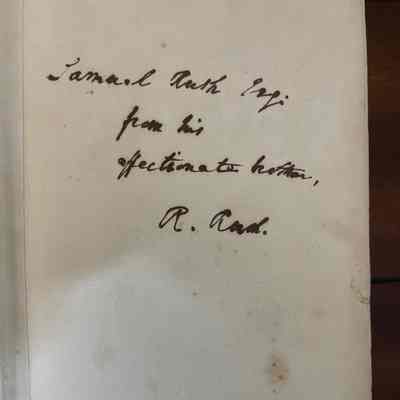 Samuel Rush Esq:
from his
affectionate brother,
R. Rush.